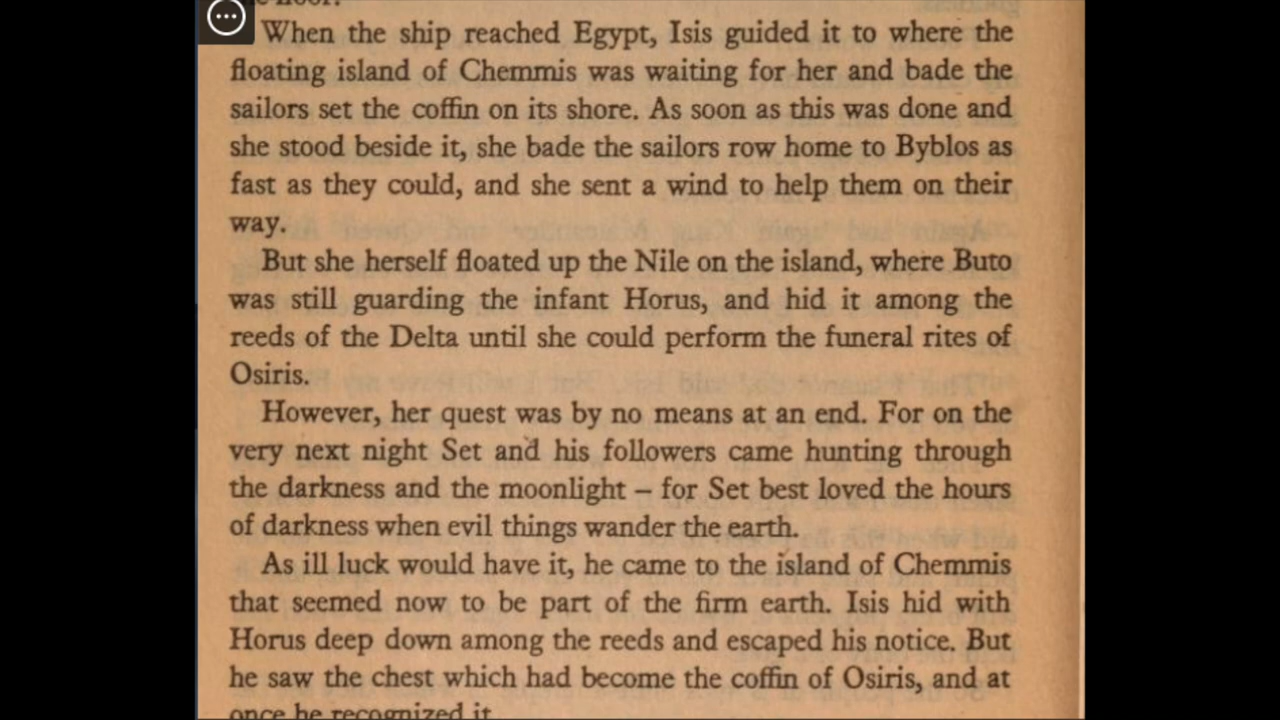 the floor.
When the ship reached Egypt, Isis guided it to where the
floating island of Chemmis was waiting for her and bade the
sailors set the coffin on its shore. As soon as this was done and
she stood beside it, she bade the sailors row home to Byblos as
fast as they could, and she sent a wind to help them on their
way.
But she herself floated up the Nile on the island, where Buto
was still guarding the infant Horus, and hid it among the
reeds of the Delta until she could perform the funeral rites of
Osiris.
However, her quest was by no means at an end. For on the
very next night Set and his followers came hunting through
the darkness and the moonlight – for Set best loved the hours
of darkness when evil things wander the earth.
As ill luck would have it, he came to the island of Chemmis
that seemed now to be part of the firm earth. Isis hid with
Horus deep down among the reeds and escaped his notice. But
he saw the chest which had become the coffin of Osiris, and at
once he recognized it.